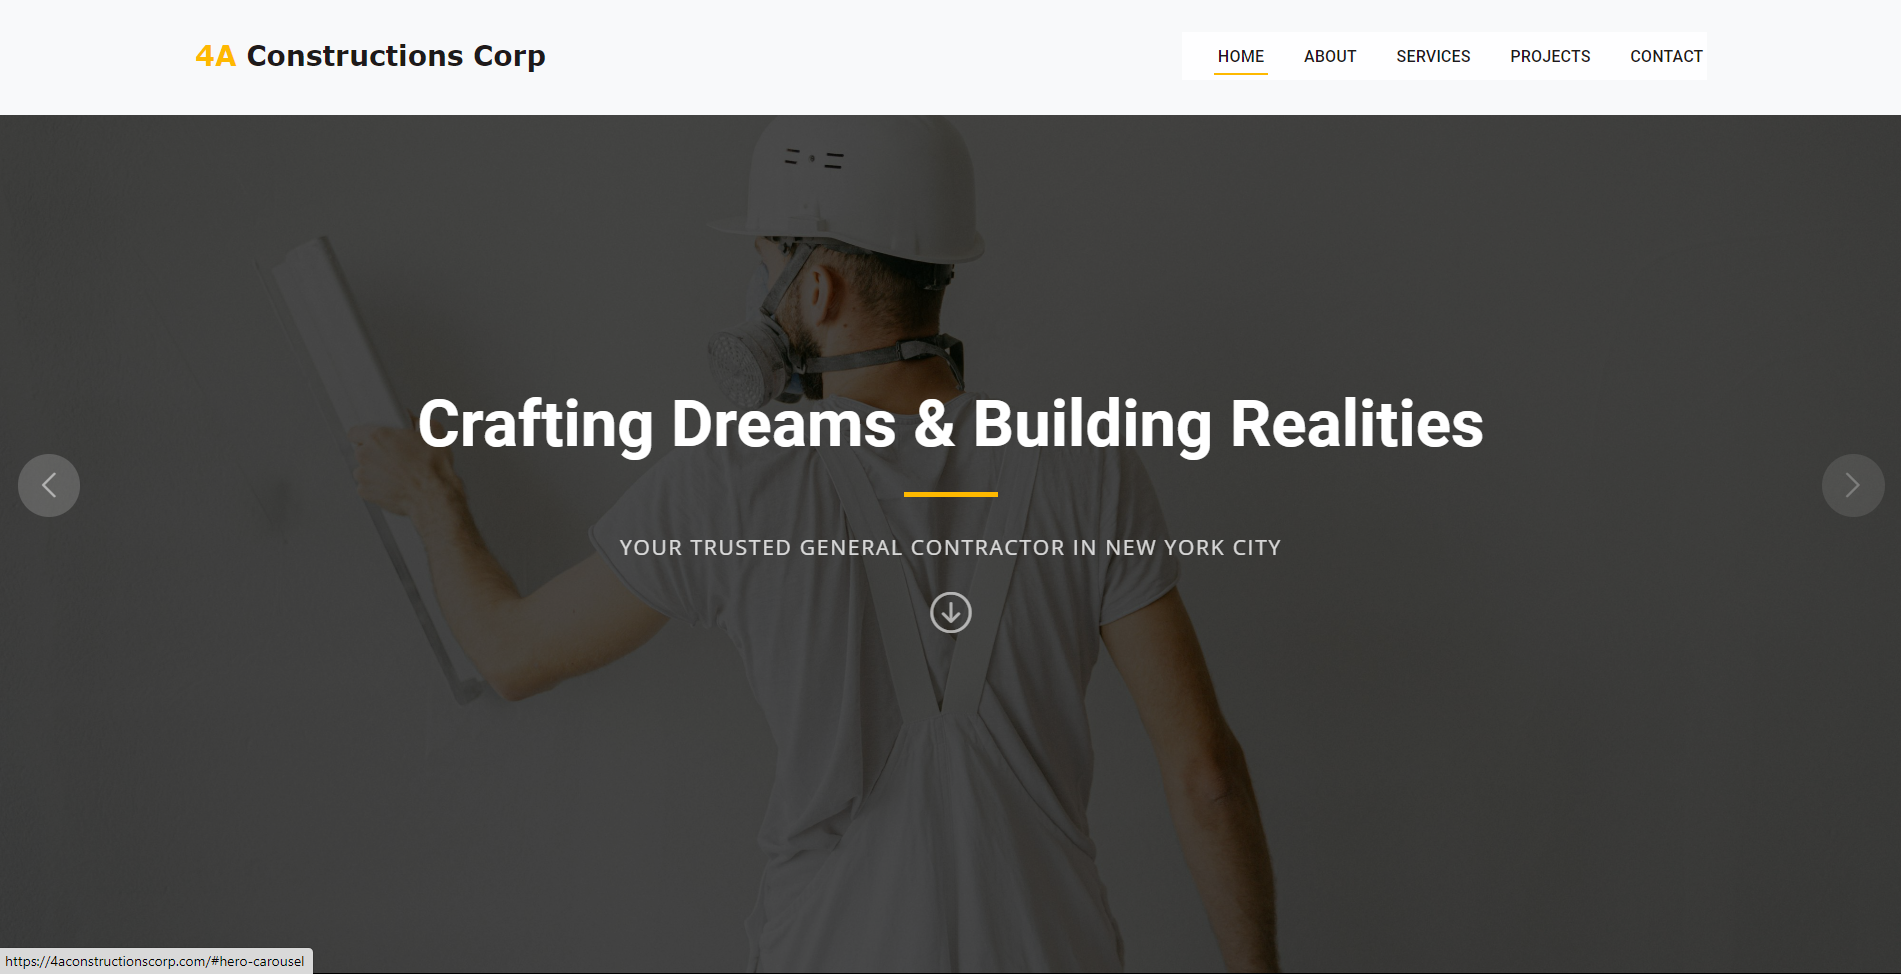 4A Constructions Corp
HOME ABOUT SERVICES PROJECTS CONTACT
Crafting Dreams & Building Realities
YOUR TRUSTED GENERAL CONTRACTOR IN NEW YORK CITY
https://4aconstructionscorp.com/#hero-carousel